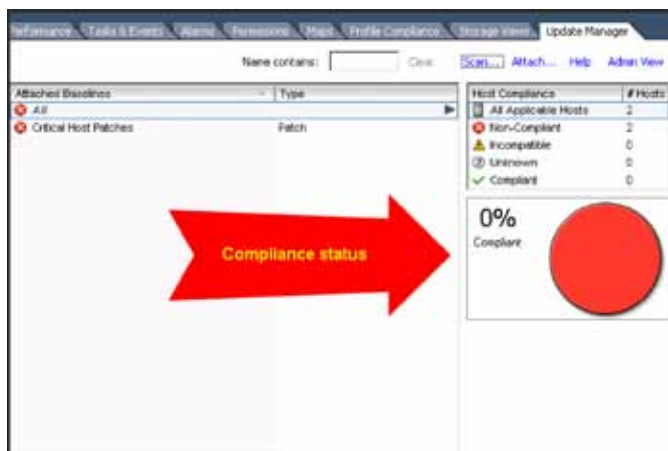 Performance Tasks & Events Alarms Permissions Maps Profile Compliance Storage Views Update Manager
Name contains: Clear Scan... Attach... Help Admin View
Attached Baselines Type
All
Critical Host Patches Patch
Host Compliance # Hosts
All Applicable Hosts 2
Non-Compliant 2
Incompatible 0
Unknown 0
Compliant 0
0%
Compliant
Compliance status